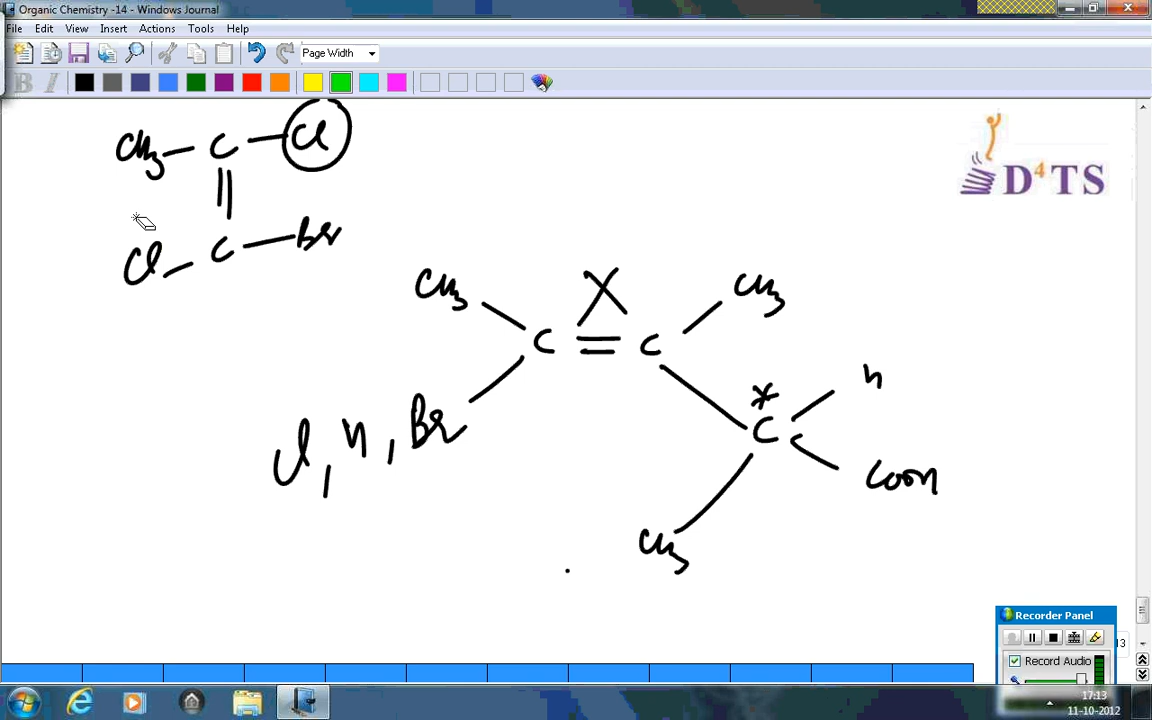 Organic Chemistry -14 - Windows Journal
File Edit View Insert Actions Tools Help
Page Width
B I
CH3 – C – Cl
||
Cl – C – Br
D4TS
CH3 X CH3
C = C
* H
Cl, H, Br C
COOH
CH3
.
Recorder Panel
13
Record Audio
17:13
11-10-2012